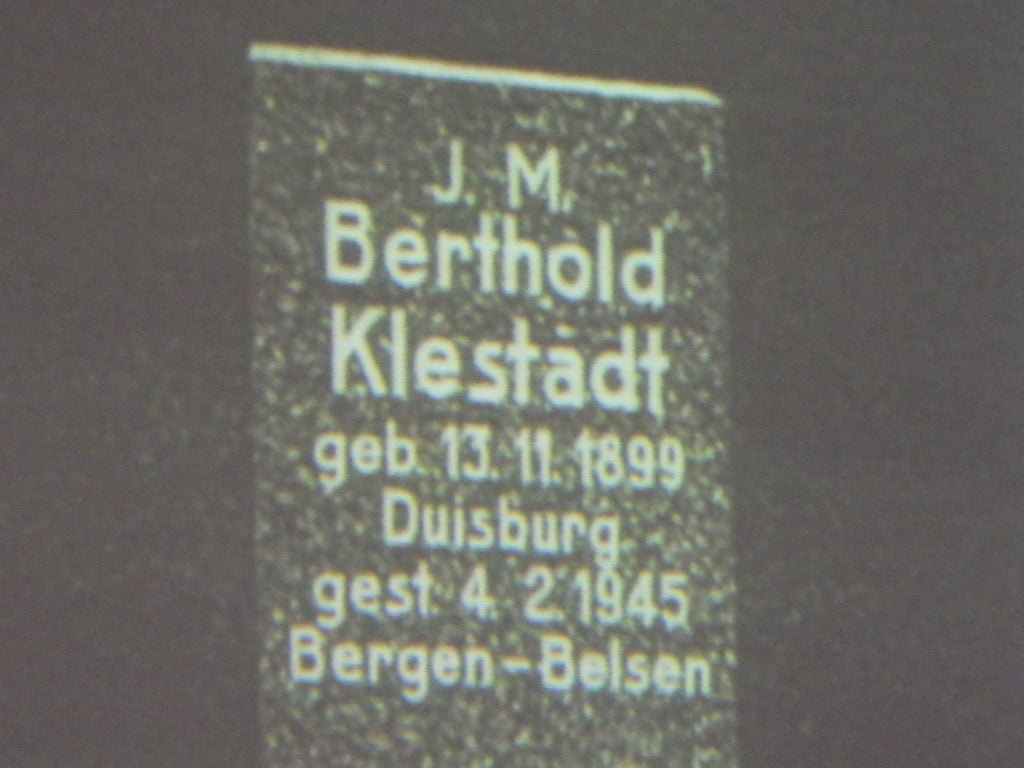 J. M.
Berthold
Klestadt
geb. 13. 11. 1899
Duisburg
gest. 4. 2. 1945
Bergen-Belsen